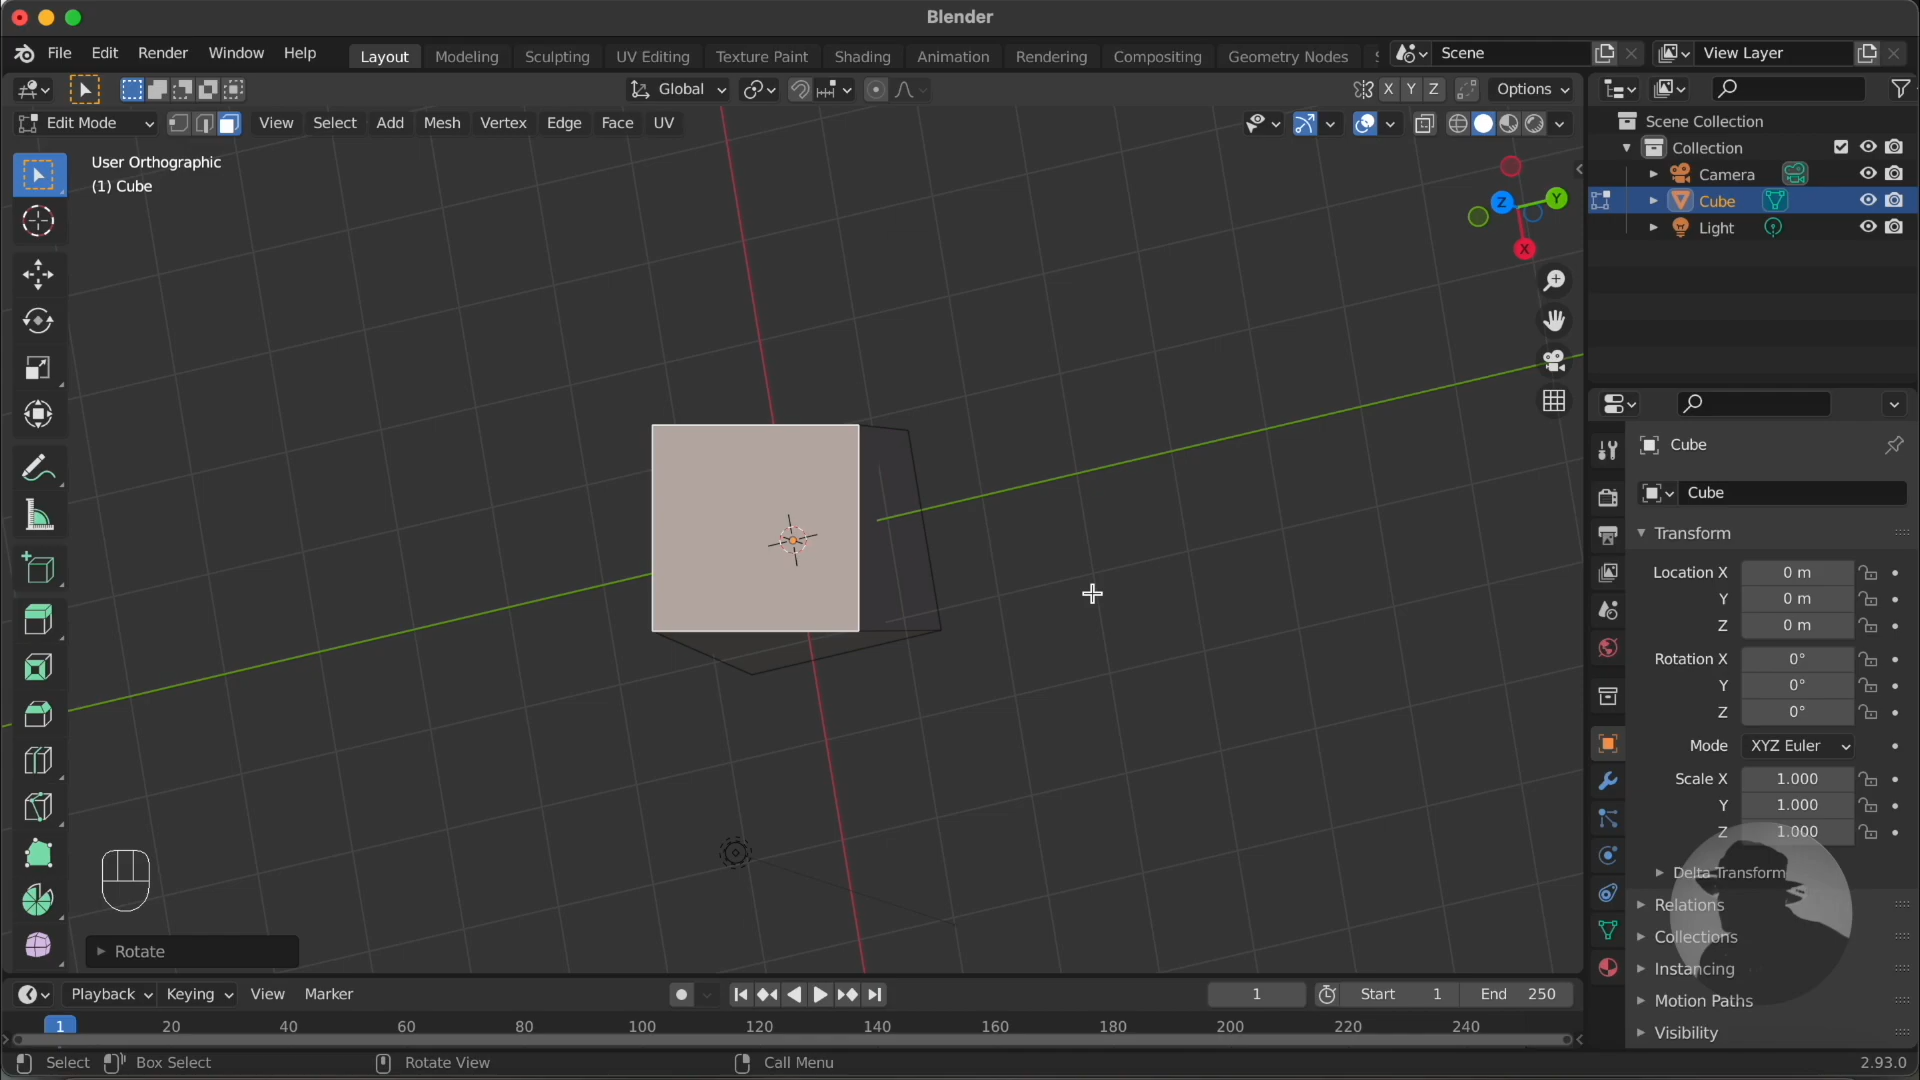 Blender
File Edit Render Window Help Layout Modeling Sculpting UV Editing Texture Paint Shading Animation Rendering Compositing Geometry Nodes Scene View Layer
Global X Y Z Options
Edit Mode View Select Add Mesh Vertex Edge Face UV
User Orthographic
(1) Cube
Z Y X
Scene Collection
Collection
Camera
Cube
Light
Cube
Cube
Transform
Location X 0 m
Y 0 m
Z 0 m
Rotation X 0°
Y 0°
Z 0°
Mode XYZ Euler
Scale X 1.000
Y 1.000
Z 1.000
Delta Transform
Relations
Collections
Instancing
Motion Paths
Visibility
Rotate
Playback Keying View Marker 1 Start 1 End 250
1 20 40 60 80 100 120 140 160 180 200 220 240
Select Box Select Rotate View Call Menu 2.93.0